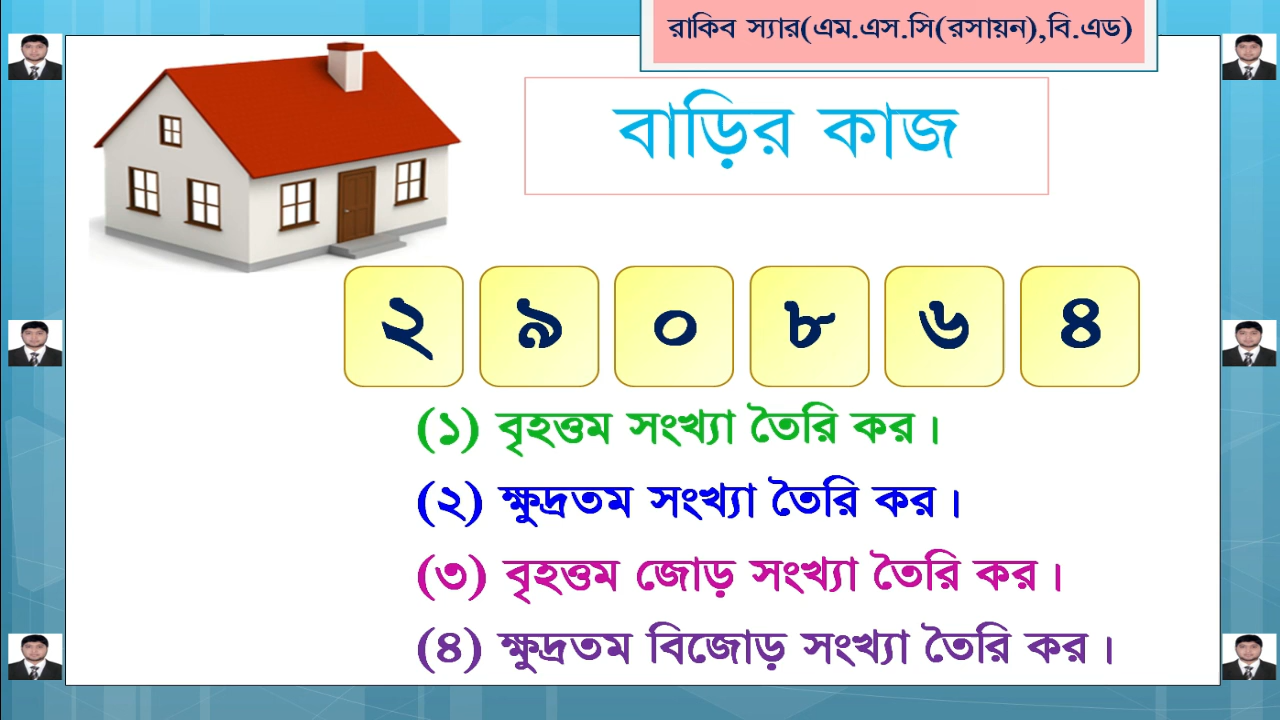 রাকিব স্যার(এম.এস.সি(রসায়ন),বি.এড)
বাড়ির কাজ
২ ৯ ০ ৮ ৬ ৪
(১) বৃহত্তম সংখ্যা তৈরি কর।
(২) ক্ষুদ্রতম সংখ্যা তৈরি কর।
(৩) বৃহত্তম জোড় সংখ্যা তৈরি কর।
(৪) ক্ষুদ্রতম বিজোড় সংখ্যা তৈরি কর।